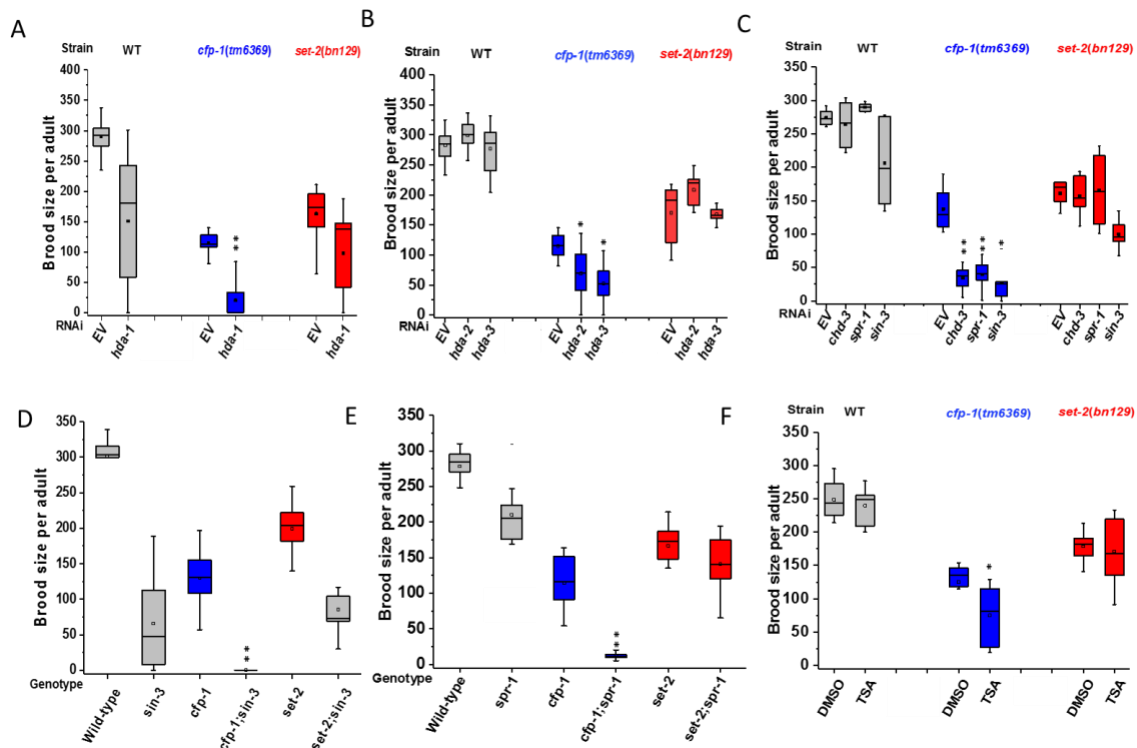 A
Strain WT cfp-1(tm6369) set-2(bn129)
Brood size per adult
400
350
300
250
200
150
100
50
0
RNAi
EV
hda-1
EV
hda-1
EV
hda-1
**
B
Strain WT cfp-1(tm6369) set-2(bn129)
Brood size per adult
400
350
300
250
200
150
100
50
0
RNAi
EV
hda-2
hda-3
EV
hda-2
hda-3
EV
hda-2
hda-3
*
*
C
Strain WT cfp-1(tm6369) set-2(bn129)
Brood size per adult
350
300
250
200
150
100
50
0
RNAi
EV
chd-3
spr-1
sin-3
EV
chd-3
spr-1
sin-3
EV
chd-3
spr-1
sin-3
**
**
*
D
Brood size per adult
350
300
250
200
150
100
50
0
Genotype
Wild-type
sin-3
cfp-1
cfp-1;sin-3
set-2
set-2;sin-3
**
E
Brood size per adult
350
300
250
200
150
100
50
0
Genotype
Wild-type
spr-1
cfp-1
cfp-1;spr-1
set-2
set-2;spr-1
**
F
Strain WT cfp-1(tm6369) set-2(bn129)
Brood size per adult
350
300
250
200
150
100
50
0
DMSO
TSA
DMSO
TSA
DMSO
TSA
*